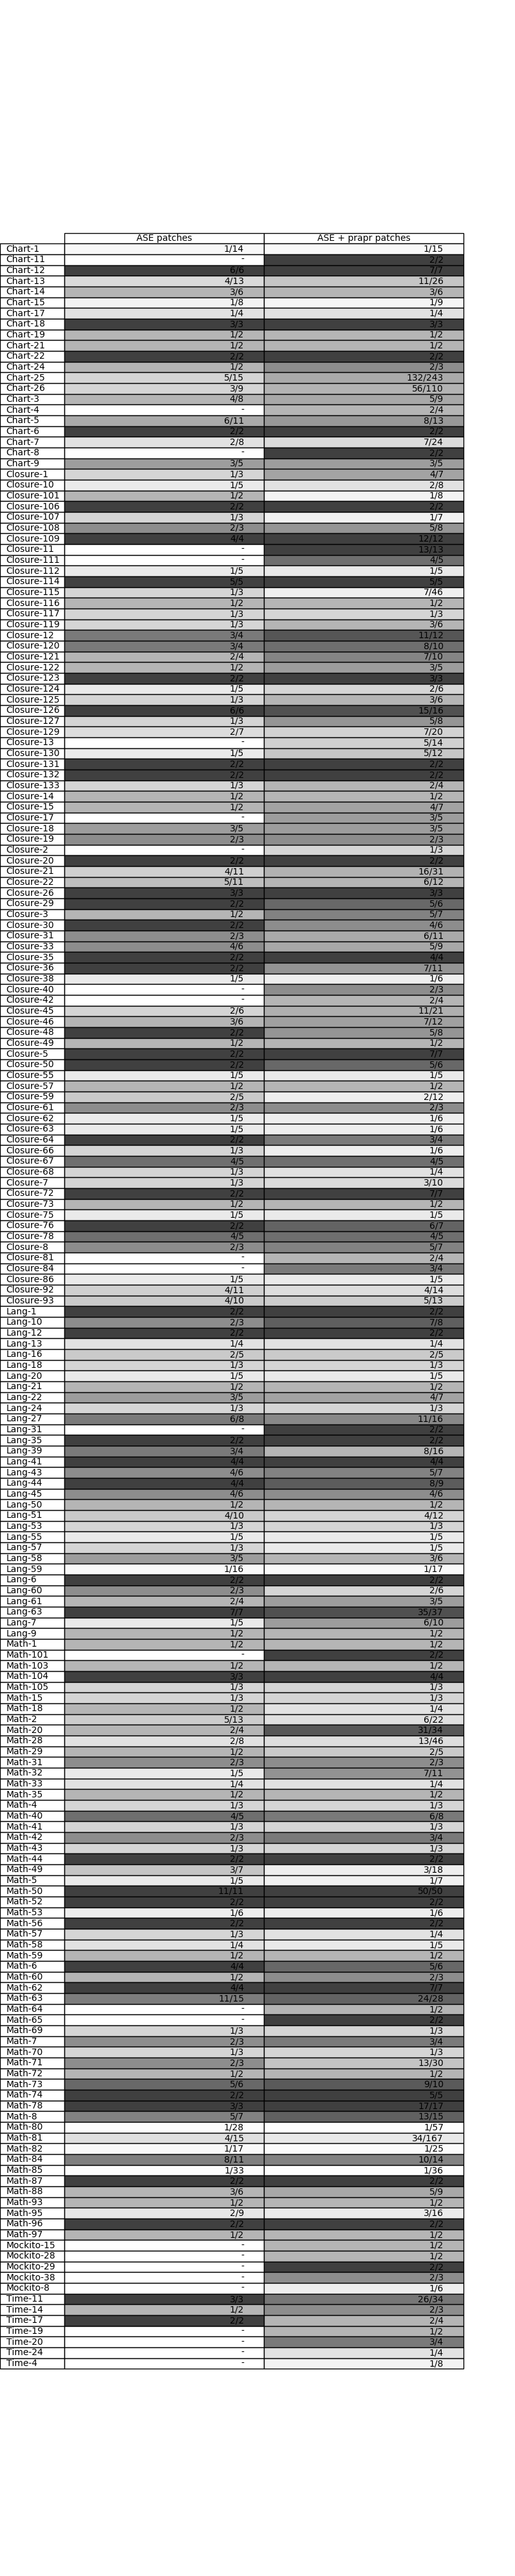 ASE patches ASE + prapr patches
Chart-1 1/14 1/15
Chart-11 - 2/2
Chart-12 6/6 7/7
Chart-13 4/13 11/26
Chart-14 3/6 3/6
Chart-15 1/8 1/9
Chart-17 1/4 1/4
Chart-18 3/3 3/3
Chart-19 1/2 1/2
Chart-21 1/2 1/2
Chart-22 2/2 2/2
Chart-24 1/2 2/3
Chart-25 5/15 132/243
Chart-26 3/9 56/110
Chart-3 4/8 5/9
Chart-4 - 2/4
Chart-5 6/11 8/13
Chart-6 2/2 2/2
Chart-7 2/8 7/24
Chart-8 - 2/2
Chart-9 3/5 3/5
Closure-1 1/3 4/7
Closure-10 1/5 2/8
Closure-101 1/2 1/8
Closure-106 2/2 2/2
Closure-107 1/3 1/7
Closure-108 2/3 5/8
Closure-109 4/4 12/12
Closure-11 - 13/13
Closure-111 - 4/5
Closure-112 1/5 1/5
Closure-114 5/5 5/5
Closure-115 1/3 7/46
Closure-116 1/2 1/2
Closure-117 1/3 1/3
Closure-119 1/3 3/6
Closure-12 3/4 11/12
Closure-120 3/4 8/10
Closure-121 2/4 7/10
Closure-122 1/2 3/5
Closure-123 2/2 3/3
Closure-124 1/5 2/6
Closure-125 1/3 3/6
Closure-126 6/6 15/16
Closure-127 1/3 5/8
Closure-129 2/7 7/20
Closure-13 - 5/14
Closure-130 1/5 5/12
Closure-131 2/2 2/2
Closure-132 2/2 2/2
Closure-133 1/3 2/4
Closure-14 1/2 1/2
Closure-15 1/2 4/7
Closure-17 - 3/5
Closure-18 3/5 3/5
Closure-19 2/3 2/3
Closure-2 - 1/3
Closure-20 2/2 2/2
Closure-21 4/11 16/31
Closure-22 5/11 6/12
Closure-26 3/3 3/3
Closure-29 2/2 5/6
Closure-3 1/2 5/7
Closure-30 2/2 4/6
Closure-31 2/3 6/11
Closure-33 4/6 5/9
Closure-35 2/2 4/4
Closure-36 2/2 7/11
Closure-38 1/5 1/6
Closure-40 - 2/3
Closure-42 - 2/4
Closure-45 2/6 11/21
Closure-46 3/6 7/12
Closure-48 2/2 5/8
Closure-49 1/2 1/2
Closure-5 2/2 7/7
Closure-50 2/2 5/6
Closure-55 1/5 1/5
Closure-57 1/2 1/2
Closure-59 2/5 2/12
Closure-61 2/3 2/3
Closure-62 1/5 1/6
Closure-63 1/5 1/6
Closure-64 2/2 3/4
Closure-66 1/3 1/6
Closure-67 4/5 4/5
Closure-68 1/3 1/4
Closure-7 1/3 3/10
Closure-72 2/2 7/7
Closure-73 1/2 1/2
Closure-75 1/5 1/5
Closure-76 2/2 6/7
Closure-78 4/5 4/5
Closure-8 2/3 5/7
Closure-81 - 2/4
Closure-84 - 3/4
Closure-86 1/5 1/5
Closure-92 4/11 4/14
Closure-93 4/10 5/13
Lang-1 2/2 2/2
Lang-10 2/3 7/8
Lang-12 2/2 2/2
Lang-13 1/4 1/4
Lang-16 2/5 2/5
Lang-18 1/3 1/3
Lang-20 1/5 1/5
Lang-21 1/2 1/2
Lang-22 3/5 4/7
Lang-24 1/3 1/3
Lang-27 6/8 11/16
Lang-31 - 2/2
Lang-35 2/2 2/2
Lang-39 3/4 8/16
Lang-41 4/4 4/4
Lang-43 4/6 5/7
Lang-44 4/4 8/9
Lang-45 4/6 4/6
Lang-50 1/2 1/2
Lang-51 4/10 4/12
Lang-53 1/3 1/3
Lang-55 1/5 1/5
Lang-57 1/3 1/5
Lang-58 3/5 3/6
Lang-59 1/16 1/17
Lang-6 2/2 2/2
Lang-60 2/3 2/6
Lang-61 2/4 3/5
Lang-63 7/7 35/37
Lang-7 1/5 6/10
Lang-9 1/2 1/2
Math-1 1/2 1/2
Math-101 - 2/2
Math-103 1/2 1/2
Math-104 3/3 4/4
Math-105 1/3 1/3
Math-15 1/3 1/3
Math-18 1/2 1/4
Math-2 5/13 6/22
Math-20 2/4 31/34
Math-28 2/8 13/46
Math-29 1/2 2/5
Math-31 2/3 2/3
Math-32 1/5 7/11
Math-33 1/4 1/4
Math-35 1/2 1/2
Math-4 1/3 1/3
Math-40 4/5 6/8
Math-41 1/3 1/3
Math-42 2/3 3/4
Math-43 1/3 1/3
Math-44 2/2 2/2
Math-49 3/7 3/18
Math-5 1/5 1/7
Math-50 11/11 50/50
Math-52 2/2 2/2
Math-53 1/6 1/6
Math-56 2/2 2/2
Math-57 1/3 1/4
Math-58 1/4 1/5
Math-59 1/2 1/2
Math-6 4/4 5/6
Math-60 1/2 2/3
Math-62 4/4 7/7
Math-63 11/15 24/28
Math-64 - 1/2
Math-65 - 2/2
Math-69 1/3 1/3
Math-7 2/3 3/4
Math-70 1/3 1/3
Math-71 2/3 13/30
Math-72 1/2 1/2
Math-73 5/6 9/10
Math-74 2/2 5/5
Math-78 3/3 17/17
Math-8 5/7 13/15
Math-80 1/28 1/57
Math-81 4/15 34/167
Math-82 1/17 1/25
Math-84 8/11 10/14
Math-85 1/33 1/36
Math-87 2/2 2/2
Math-88 3/6 5/9
Math-93 1/2 1/2
Math-95 2/9 3/16
Math-96 2/2 2/2
Math-97 1/2 1/2
Mockito-15 - 1/2
Mockito-28 - 1/2
Mockito-29 - 2/2
Mockito-38 - 2/3
Mockito-8 - 1/6
Time-11 3/3 26/34
Time-14 1/2 2/3
Time-17 2/2 2/4
Time-19 - 1/2
Time-20 - 3/4
Time-24 - 1/4
Time-4 - 1/8